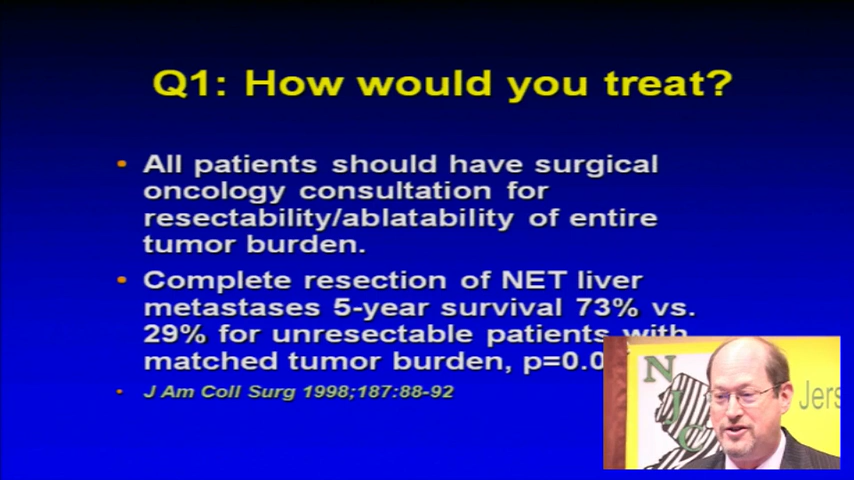 Q1: How would you treat?
• All patients should have surgical
oncology consultation for
resectability/ablatability of entire
tumor burden.
• Complete resection of NET liver
metastases 5-year survival 73% vs.
29% for unresectable patients with
matched tumor burden, p=0.0
• J Am Coll Surg 1998;187:88-92
N
J
C
Jers